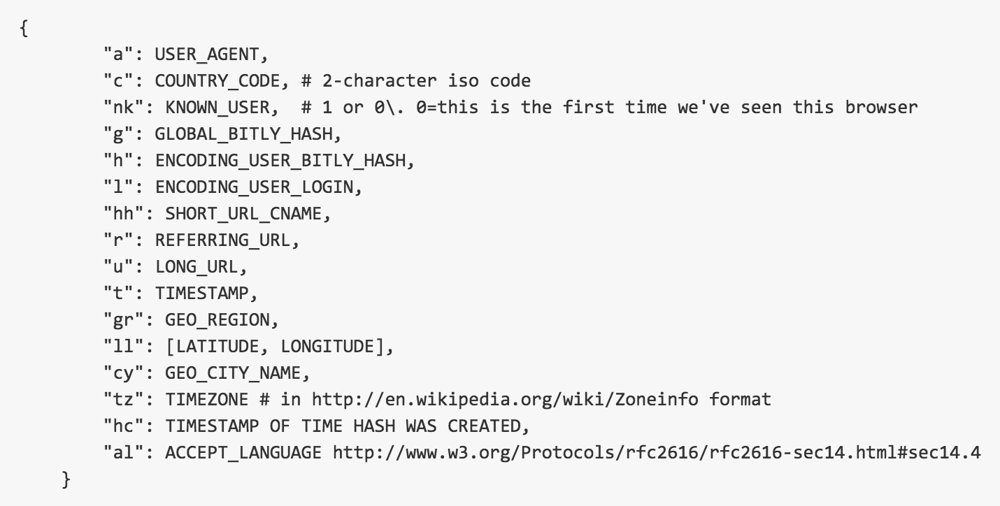 {
"a": USER_AGENT,
"c": COUNTRY_CODE, # 2-character iso code
"nk": KNOWN_USER,  # 1 or 0\. 0=this is the first time we've seen this browser
"g": GLOBAL_BITLY_HASH,
"h": ENCODING_USER_BITLY_HASH,
"l": ENCODING_USER_LOGIN,
"hh": SHORT_URL_CNAME,
"r": REFERRING_URL,
"u": LONG_URL,
"t": TIMESTAMP,
"gr": GEO_REGION,
"ll": [LATITUDE, LONGITUDE],
"cy": GEO_CITY_NAME,
"tz": TIMEZONE # in http://en.wikipedia.org/wiki/Zoneinfo format
"hc": TIMESTAMP OF TIME HASH WAS CREATED,
"al": ACCEPT_LANGUAGE http://www.w3.org/Protocols/rfc2616/rfc2616-sec14.html#sec14.4
}